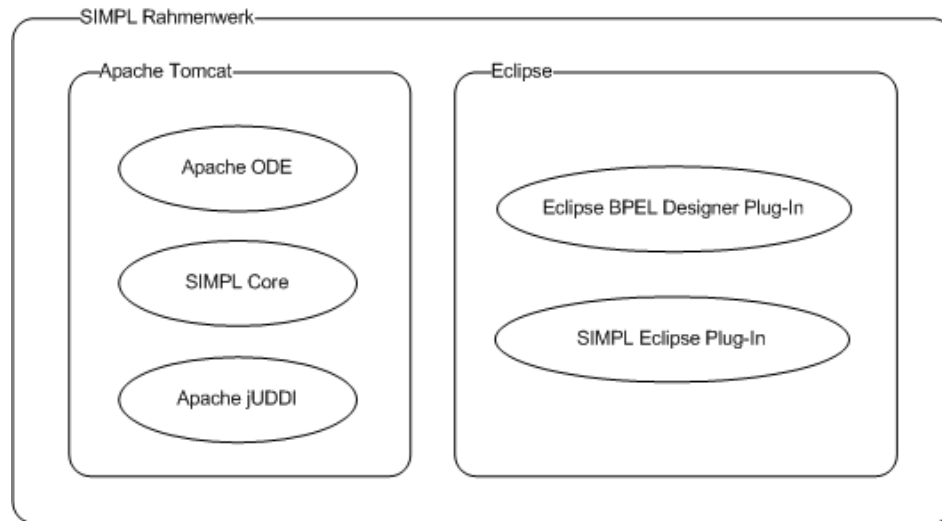 SIMPL Rahmenwerk
Apache Tomcat
Apache ODE
SIMPL Core
Apache jUDDI
Eclipse
Eclipse BPEL Designer Plug-In
SIMPL Eclipse Plug-In